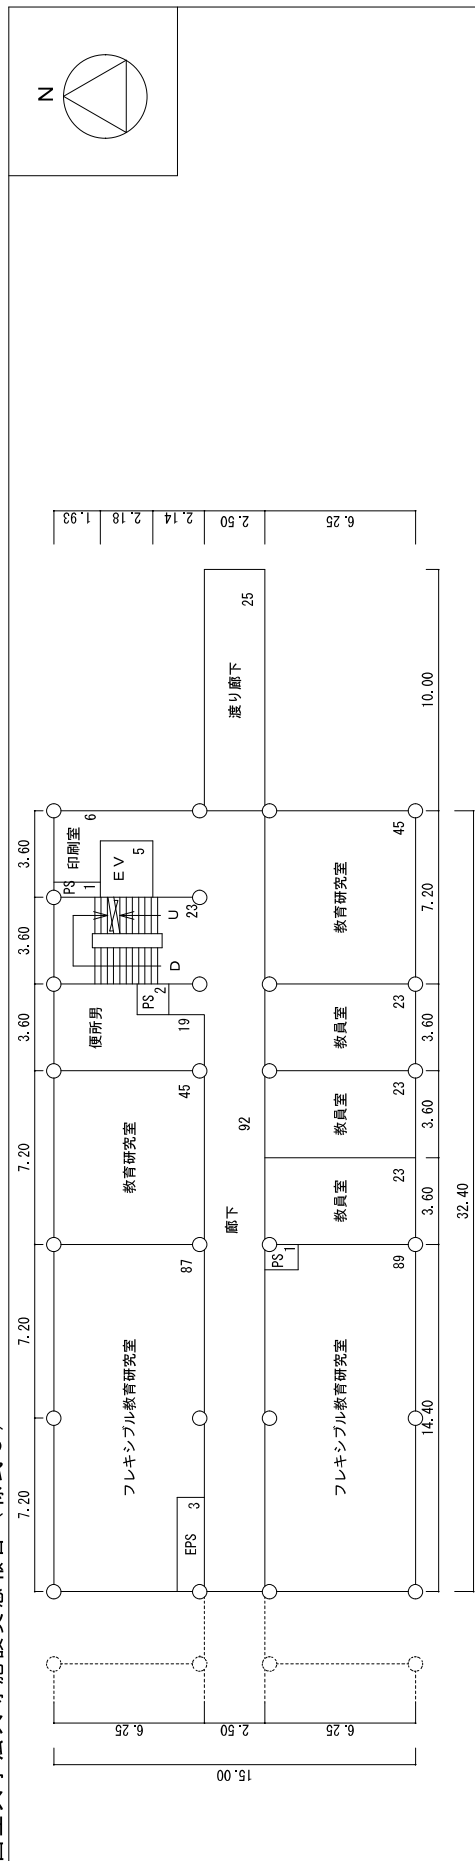 N
7.20
7.20
7.20
3.60
3.60
3.60
フレキシブル教育研究室
87
EPS
3
教育研究室
45
便所男
19
PS
2
D
U
23
PS
1
印刷室
6
EV
5
廊下
92
渡り廊下
25
フレキシブル教育研究室
89
PS
1
教員室
23
教員室
23
教員室
23
教育研究室
45
14.40
3.60
3.60
3.60
7.20
10.00
32.40
6.25
2.50
6.25
15.00
1.93
2.18
2.14
2.50
6.25